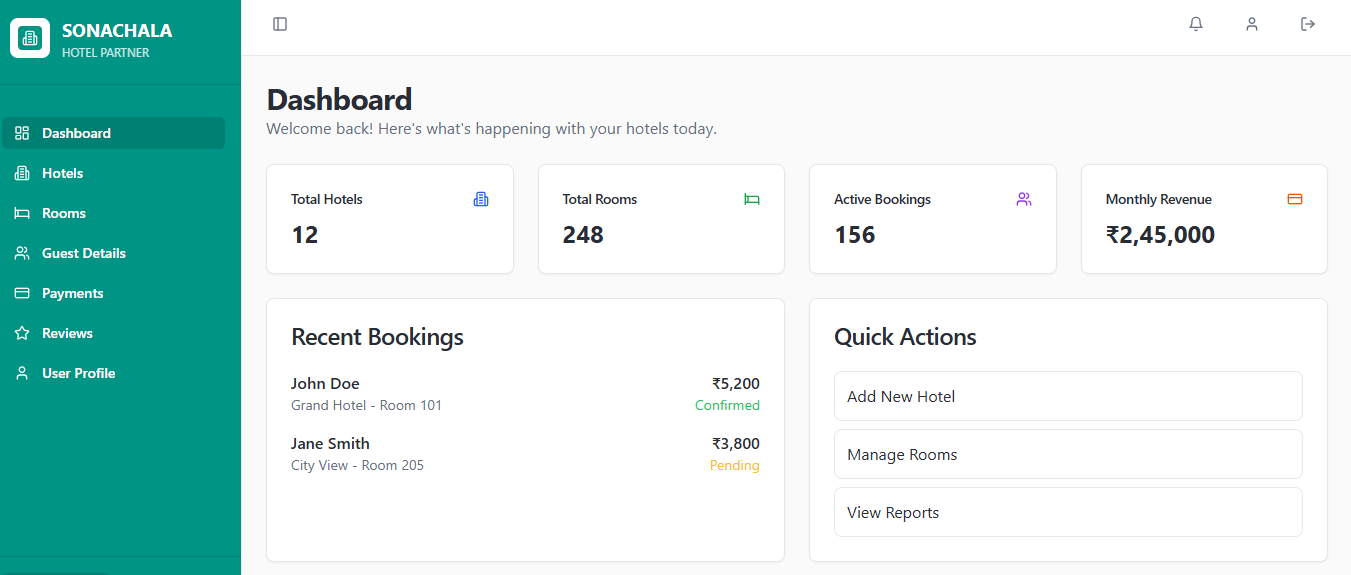 SONACHALA
HOTEL PARTNER
Dashboard
Hotels
Rooms
Guest Details
Payments
Reviews
User Profile
Dashboard
Welcome back! Here's what's happening with your hotels today.
Total Hotels
12
Total Rooms
248
Active Bookings
156
Monthly Revenue
₹2,45,000
Recent Bookings
John Doe
₹5,200
Grand Hotel - Room 101
Confirmed
Jane Smith
₹3,800
City View - Room 205
Pending
Quick Actions
Add New Hotel
Manage Rooms
View Reports